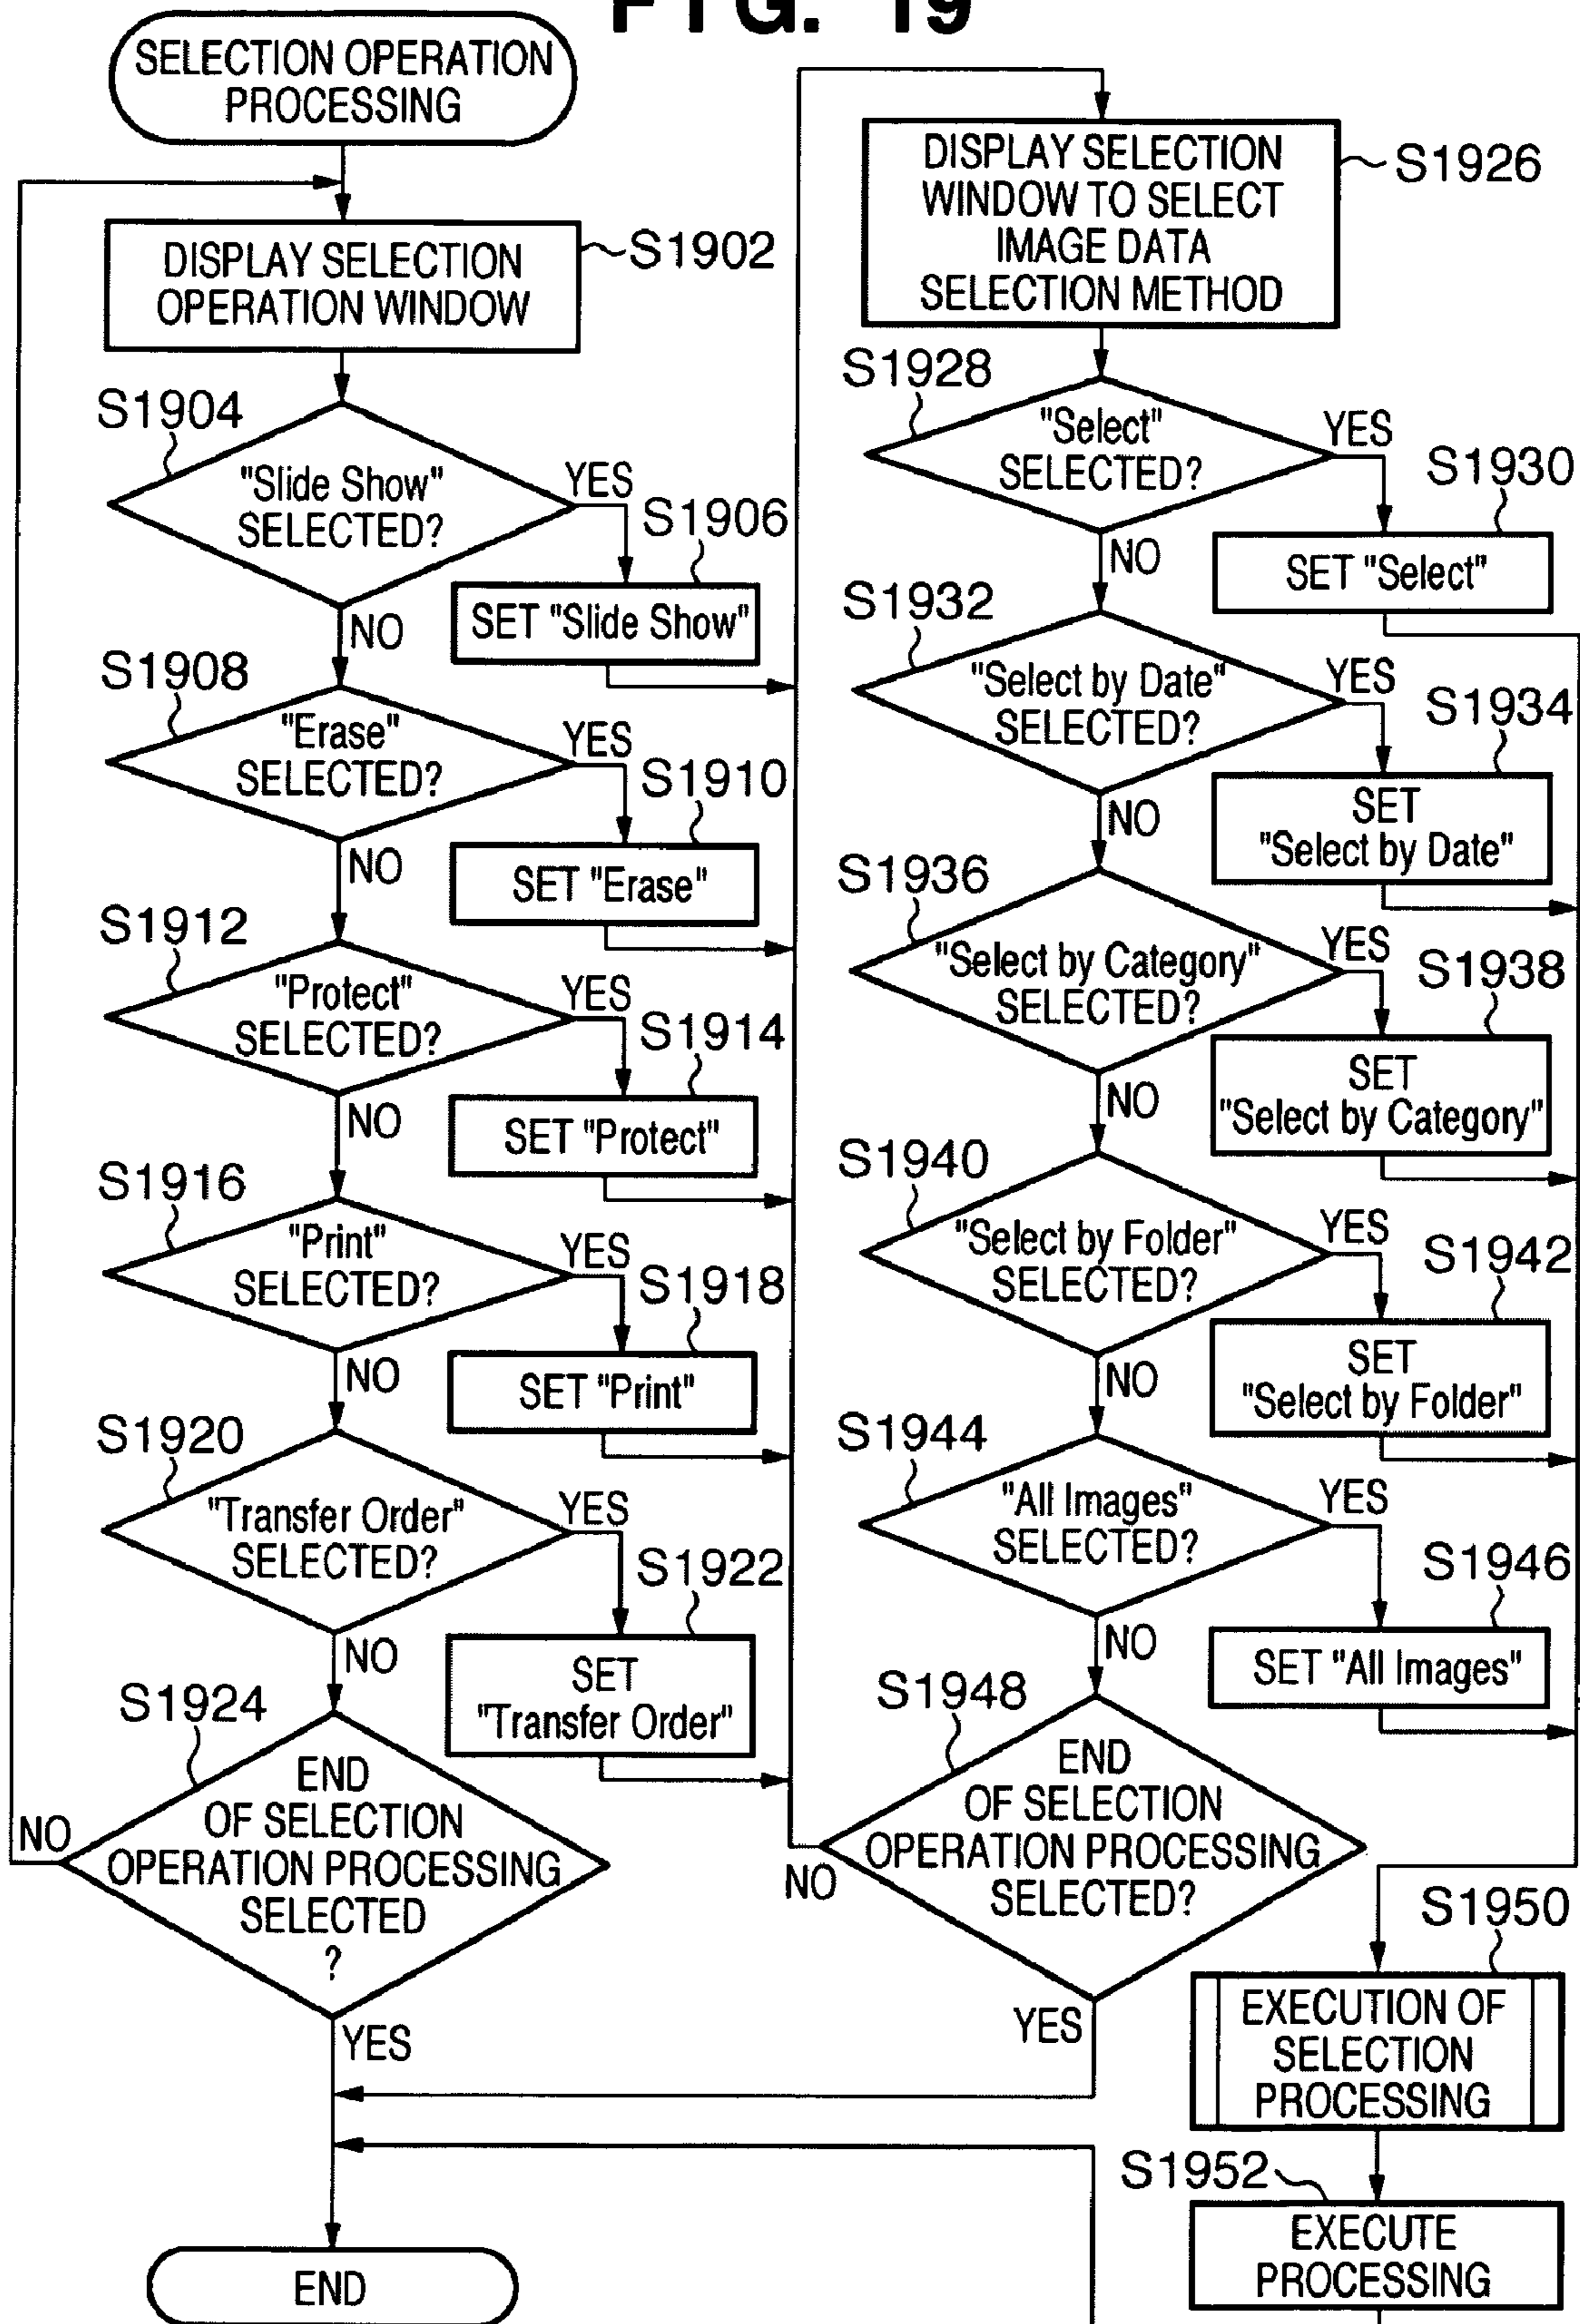 FIG. 19
SELECTION OPERATION
PROCESSING
DISPLAY SELECTION
OPERATION WINDOW
S1902
S1904
"Slide Show"
SELECTED?
YES
S1906
SET "Slide Show"
NO
S1908
"Erase"
SELECTED?
YES
S1910
SET "Erase"
NO
S1912
"Protect"
SELECTED?
YES
S1914
SET "Protect"
NO
S1916
"Print"
SELECTED?
YES
S1918
SET "Print"
NO
S1920
"Transfer Order"
SELECTED?
YES
S1922
SET
"Transfer Order"
NO
S1924
END
OF SELECTION
OPERATION PROCESSING
SELECTED
?
NO
YES
END
DISPLAY SELECTION
WINDOW TO SELECT
IMAGE DATA
SELECTION METHOD
S1926
S1928
"Select"
SELECTED?
YES
S1930
SET "Select"
NO
S1932
"Select by Date"
SELECTED?
YES
S1934
SET
"Select by Date"
NO
S1936
"Select by Category"
SELECTED?
YES
S1938
SET
"Select by Category"
NO
S1940
"Select by Folder"
SELECTED?
YES
S1942
SET
"Select by Folder"
NO
S1944
"All Images"
SELECTED?
YES
S1946
SET "All Images"
NO
S1948
END
OF SELECTION
OPERATION PROCESSING
SELECTED?
NO
YES
S1950
EXECUTION OF
SELECTION
PROCESSING
S1952
EXECUTE
PROCESSING